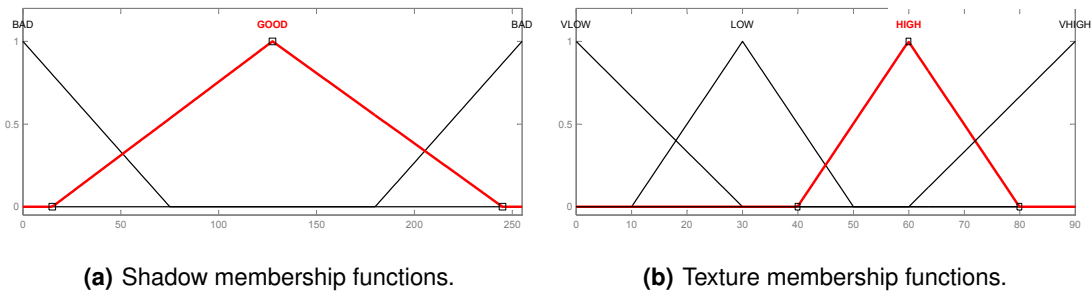 BAD GOOD BAD
1
0.5
0
0 50 100 150 200 250
(a) Shadow membership functions.
VLOW LOW HIGH VHIGH
1
0.5
0
0 10 20 30 40 50 60 70 80 90
(b) Texture membership functions.